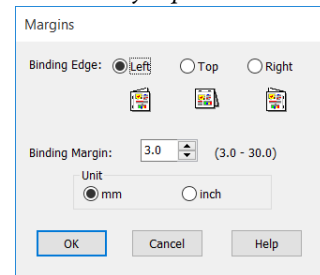 Margins
Binding Edge: Left Top Right
Binding Margin: 3.0 (3.0 - 30.0)
Unit
mm inch
OK Cancel Help